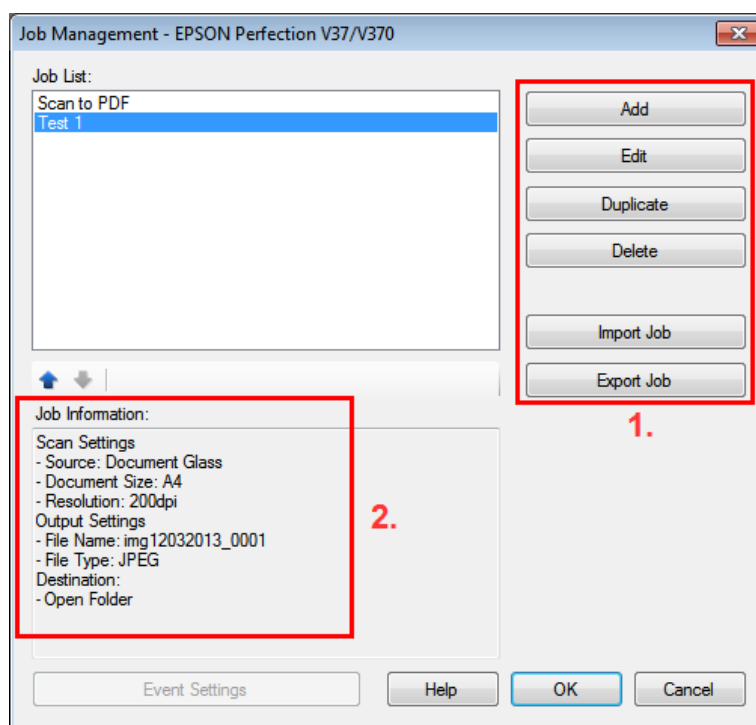 Job Management - EPSON Perfection V37/V370
Job List:
Scan to PDF
Test 1
Add
Edit
Duplicate
Delete
Import Job
Export Job
1.
Job Information:
Scan Settings
- Source: Document Glass
- Document Size: A4
- Resolution: 200dpi
Output Settings
- File Name: img12032013_0001
- File Type: JPEG
Destination:
- Open Folder
2.
Event Settings
Help
OK
Cancel